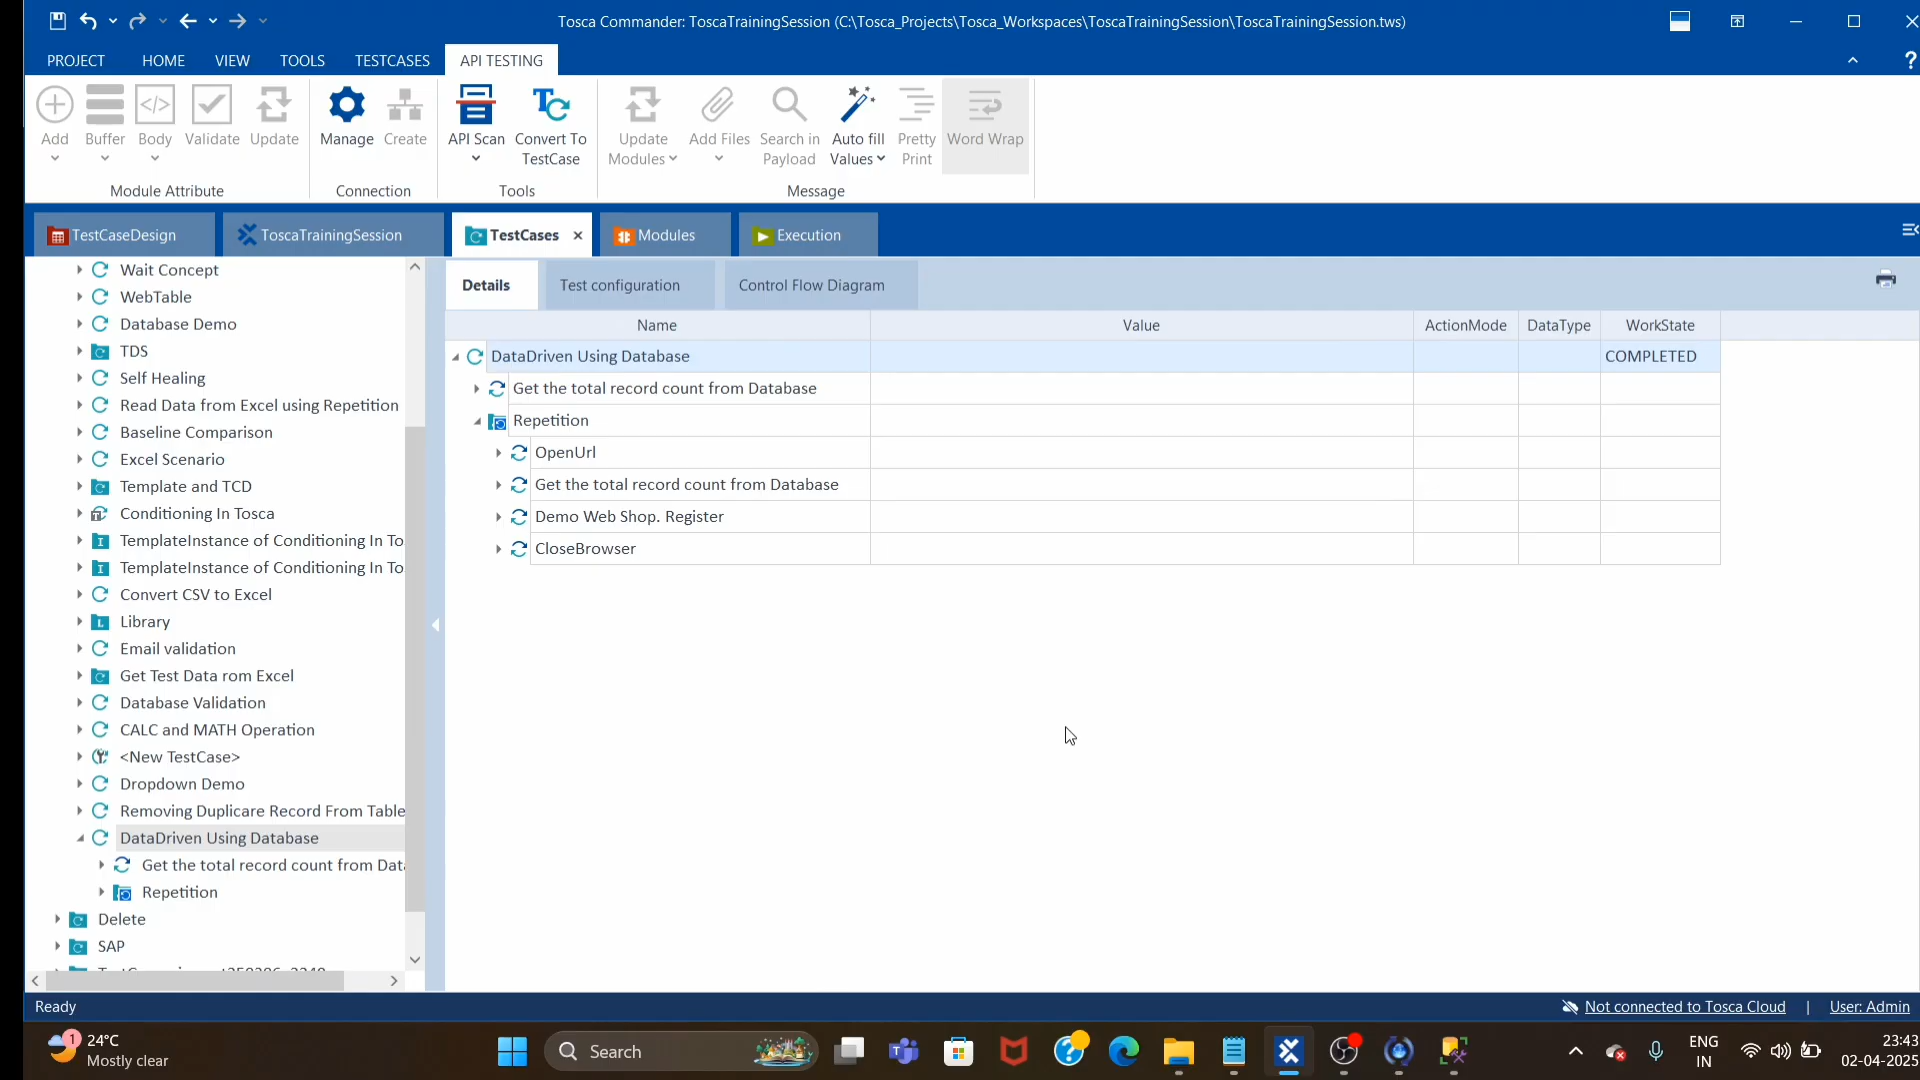 Tosca Commander: ToscaTrainingSession (C:\Tosca_Projects\Tosca_Workspaces\ToscaTrainingSession\ToscaTrainingSession.tws)
PROJECT HOME VIEW TOOLS TESTCASES API TESTING
Add Buffer Body Validate Update
Module Attribute
Manage Create
Connection
API Scan Convert To TestCase
Tools
Update Modules Add Files Search in Payload Auto fill Values Pretty Print Word Wrap
Message
TestCaseDesign ToscaTrainingSession TestCases Modules Execution
Wait Concept
WebTable
Database Demo
TDS
Self Healing
Read Data from Excel using Repetition
Baseline Comparison
Excel Scenario
Template and TCD
Conditioning In Tosca
TemplateInstance of Conditioning In To
TemplateInstance of Conditioning In To
Convert CSV to Excel
Library
Email validation
Get Test Data rom Excel
Database Validation
CALC and MATH Operation
<New TestCase>
Dropdown Demo
Removing Duplicare Record From Table
DataDriven Using Database
Get the total record count from Data
Repetition
Delete
SAP
Details Test configuration Control Flow Diagram
Name Value ActionMode DataType WorkState
DataDriven Using Database COMPLETED
Get the total record count from Database
Repetition
OpenUrl
Get the total record count from Database
Demo Web Shop. Register
CloseBrowser
Ready
Not connected to Tosca Cloud | User: Admin
1
24°C
Mostly clear
Search
ENG
IN
23:43
02-04-2025